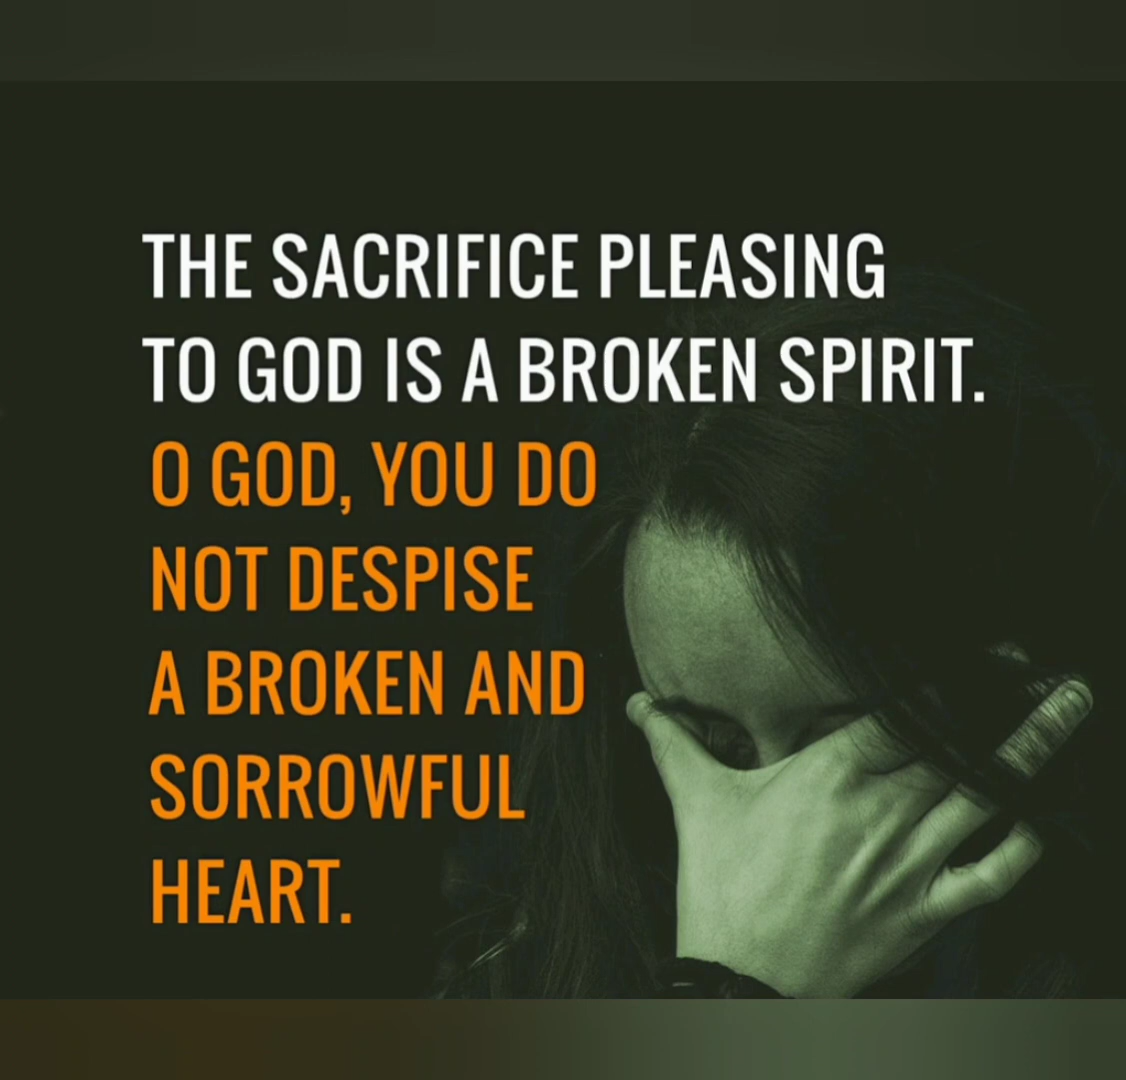 THE SACRIFICE PLEASING
TO GOD IS A BROKEN SPIRIT.
O GOD, YOU DO
NOT DESPISE
A BROKEN AND
SORROWFUL
HEART.